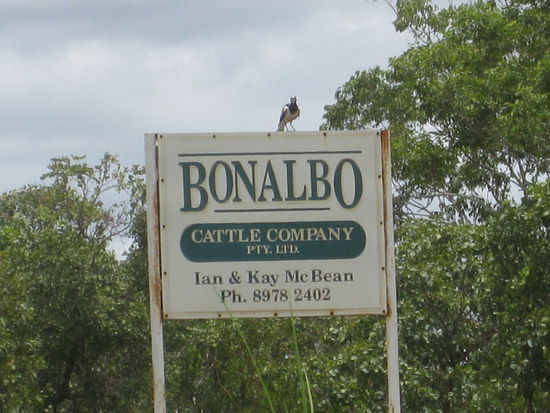 BONALBO
CATTLE COMPANY
PTY. LTD.
Ian & Kay McBean
Ph. 8978 2402